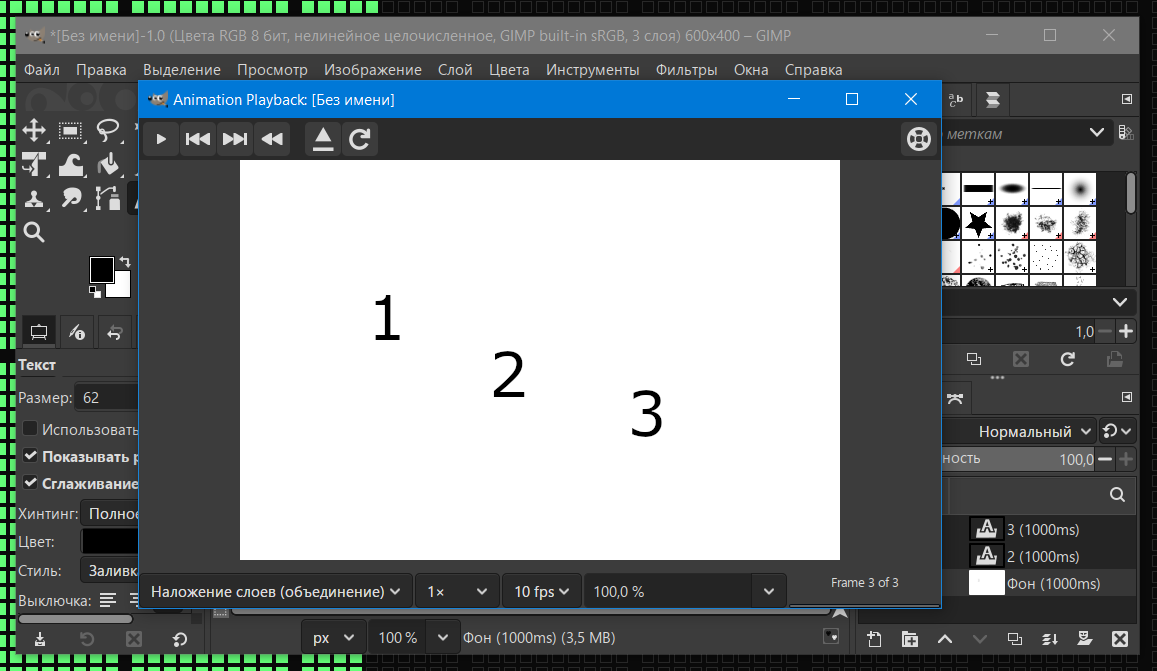 *[Без имени]-1.0 (Цвета RGB 8 бит, нелинейное целочисленное, GIMP built-in sRGB, 3 слоя) 600x400 – GIMP
Файл Правка Выделение Просмотр Изображение Слой Цвета Инструменты Фильтры Окна Справка
Animation Playback: [Без имени]
меткам
1
2
3
1,0
Текст
Размер: 62
Использовать
Показывать
Сглаживание
Хинтинг: Полное
Цвет:
Стиль: Заливк
Выключка:
Нормальный
ность 100,0
3 (1000ms)
2 (1000ms)
Фон (1000ms)
Наложение слоев (объединение) 1× 10 fps 100,0 % Frame 3 of 3
px 100 % Фон (1000ms) (3,5 MB)